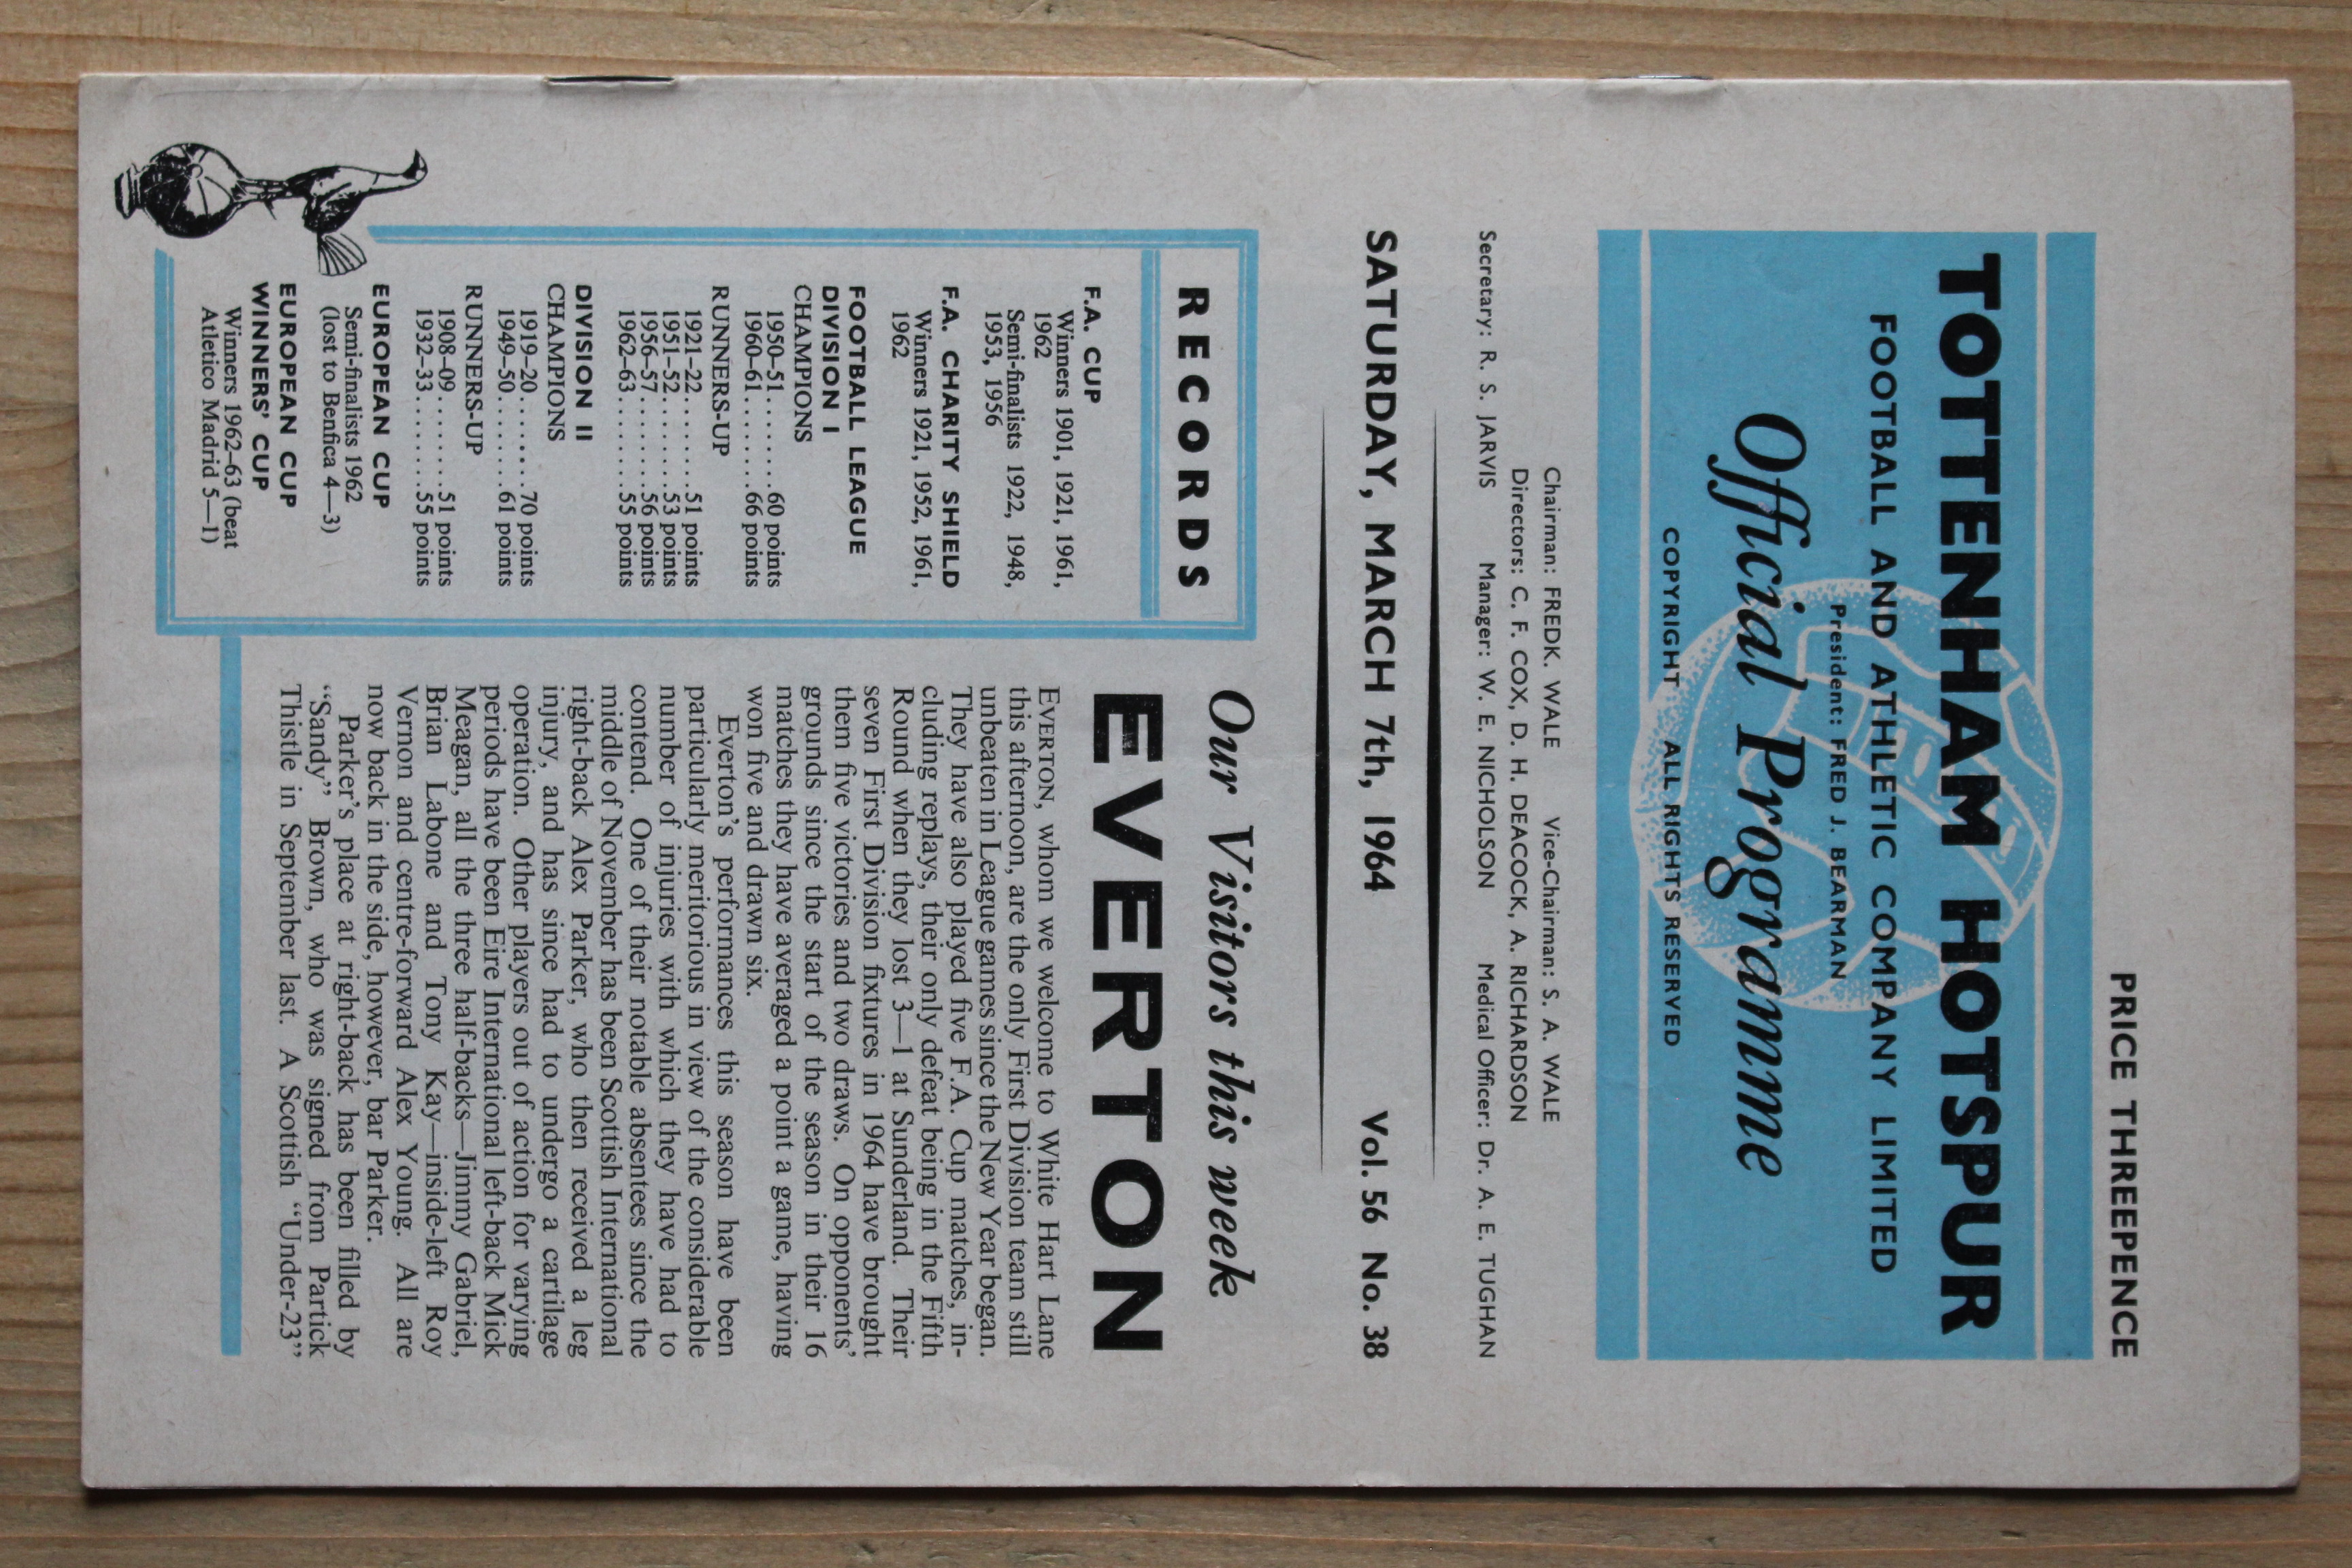 PRICE THREEPENCE
TOTTENHAM HOTSPUR
FOOTBALL AND ATHLETIC COMPANY LIMITED
President: FRED J. BEARMAN
Official Programme
COPYRIGHT ALL RIGHTS RESERVED
Chairman: FREDK. WALE Vice-Chairman: S. A. WALE
Directors: C. F. COX, D. H. DEACOCK, A. RICHARDSON
Secretary: R. S. JARVIS Manager: W. E. NICHOLSON Medical Officer: Dr. A. E. TUGHAN
SATURDAY, MARCH 7th, 1964 Vol. 56 No. 38
RECORDS
F.A. CUP
Winners 1901, 1921, 1961,
1962
Semi-finalists 1922, 1948,
1953, 1956
F.A. CHARITY SHIELD
Winners 1921, 1952, 1961,
1962
FOOTBALL LEAGUE
DIVISION I
CHAMPIONS
1950–51.......60 points
1960–61.......66 points
RUNNERS-UP
1921–22.......51 points
1951–52.......53 points
1956–57.......56 points
1962–63.......55 points
DIVISION II
CHAMPIONS
1919–20.......70 points
1949–50.......61 points
RUNNERS-UP
1908–09.......51 points
1932–33.......55 points
EUROPEAN CUP
Semi-finalists 1962
(lost to Benfica 4—3)
EUROPEAN CUP
WINNERS' CUP
Winners 1962–63 (beat
Atletico Madrid 5—1)
Our Visitors this week
EVERTON
EVERTON, whom we welcome to White Hart Lane
this afternoon, are the only First Division team still
unbeaten in League games since the New Year began.
They have also played five F.A. Cup matches, in-
cluding replays, their only defeat being in the Fifth
Round when they lost 3—1 at Sunderland. Their
seven First Division fixtures in 1964 have brought
them five victories and two draws. On opponents'
grounds since the start of the season in their 16
matches they have averaged a point a game, having
won five and drawn six.
Everton's performances this season have been
particularly meritorious in view of the considerable
number of injuries with which they have had to
contend. One of their notable absentees since the
middle of November has been Scottish International
right-back Alex Parker, who then received a leg
injury, and has since had to undergo a cartilage
operation. Other players out of action for varying
periods have been Eire International left-back Mick
Meagan, all the three half-backs—Jimmy Gabriel,
Brian Labone and Tony Kay—inside-left Roy
Vernon and centre-forward Alex Young. All are
now back in the side, however, bar Parker.
Parker's place at right-back has been filled by
“Sandy” Brown, who was signed from Partick
Thistle in September last. A Scottish “Under-23”